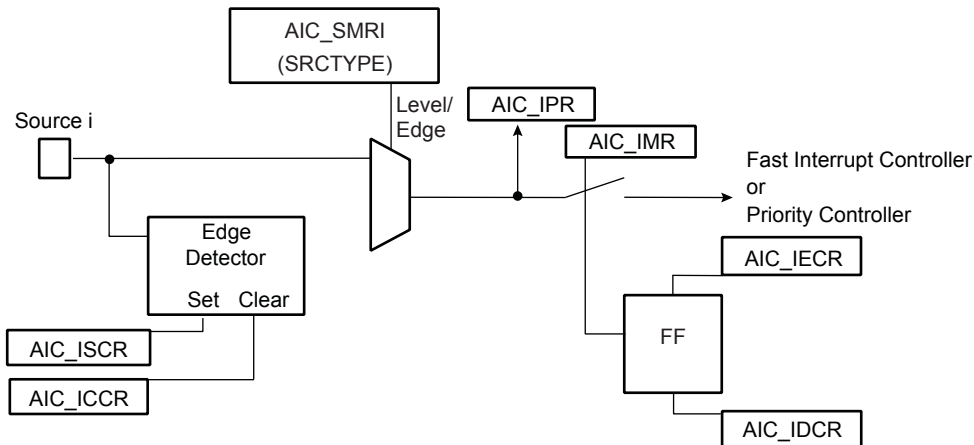 AIC_SMRI
(SRCTYPE)
Level/
Edge
AIC_IPR
Source i
AIC_IMR
Fast Interrupt Controller
or
Priority Controller
Edge
Detector
Set Clear
AIC_IECR
FF
AIC_ISCR
AIC_ICCR
AIC_IDCR